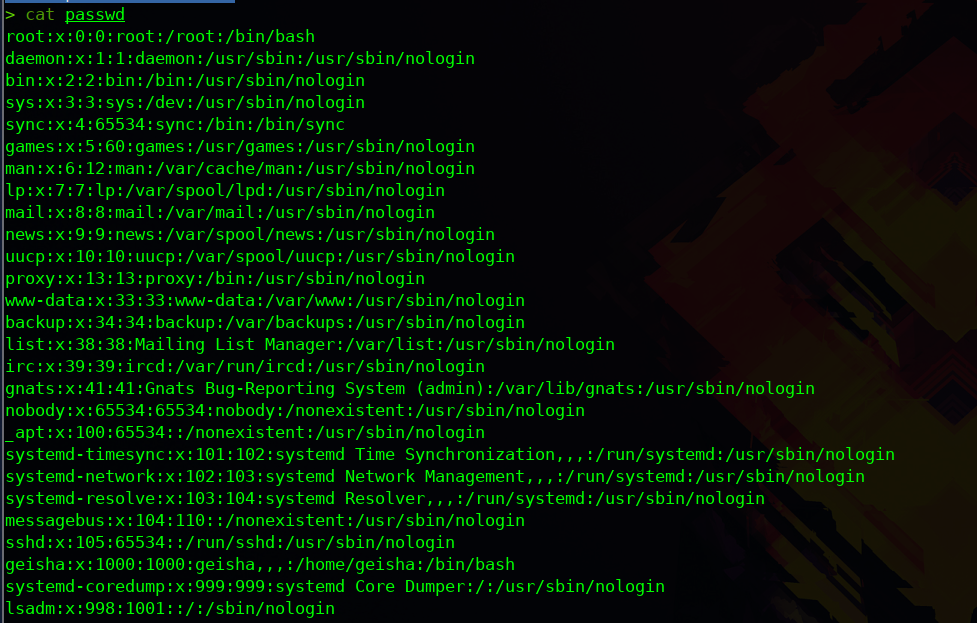 > cat passwd
root:x:0:0:root:/root:/bin/bash
daemon:x:1:1:daemon:/usr/sbin:/usr/sbin/nologin
bin:x:2:2:bin:/bin:/usr/sbin/nologin
sys:x:3:3:sys:/dev:/usr/sbin/nologin
sync:x:4:65534:sync:/bin:/bin/sync
games:x:5:60:games:/usr/games:/usr/sbin/nologin
man:x:6:12:man:/var/cache/man:/usr/sbin/nologin
lp:x:7:7:lp:/var/spool/lpd:/usr/sbin/nologin
mail:x:8:8:mail:/var/mail:/usr/sbin/nologin
news:x:9:9:news:/var/spool/news:/usr/sbin/nologin
uucp:x:10:10:uucp:/var/spool/uucp:/usr/sbin/nologin
proxy:x:13:13:proxy:/bin:/usr/sbin/nologin
www-data:x:33:33:www-data:/var/www:/usr/sbin/nologin
backup:x:34:34:backup:/var/backups:/usr/sbin/nologin
list:x:38:38:Mailing List Manager:/var/list:/usr/sbin/nologin
irc:x:39:39:ircd:/var/run/ircd:/usr/sbin/nologin
gnats:x:41:41:Gnats Bug-Reporting System (admin):/var/lib/gnats:/usr/sbin/nologin
nobody:x:65534:65534:nobody:/nonexistent:/usr/sbin/nologin
_apt:x:100:65534::/nonexistent:/usr/sbin/nologin
systemd-timesync:x:101:102:systemd Time Synchronization,,,:/run/systemd:/usr/sbin/nologin
systemd-network:x:102:103:systemd Network Management,,,:/run/systemd:/usr/sbin/nologin
systemd-resolve:x:103:104:systemd Resolver,,,:/run/systemd:/usr/sbin/nologin
messagebus:x:104:110::/nonexistent:/usr/sbin/nologin
sshd:x:105:65534::/run/sshd:/usr/sbin/nologin
geisha:x:1000:1000:geisha,,,:/home/geisha:/bin/bash
systemd-coredump:x:999:999:systemd Core Dumper:/:/usr/sbin/nologin
lsadm:x:998:1001::/:/sbin/nologin